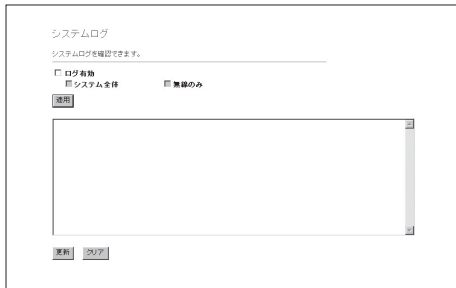 システムログ
システムログを確認できます。
ログ有効
システム全体 無線のみ
適用
更新 クリア